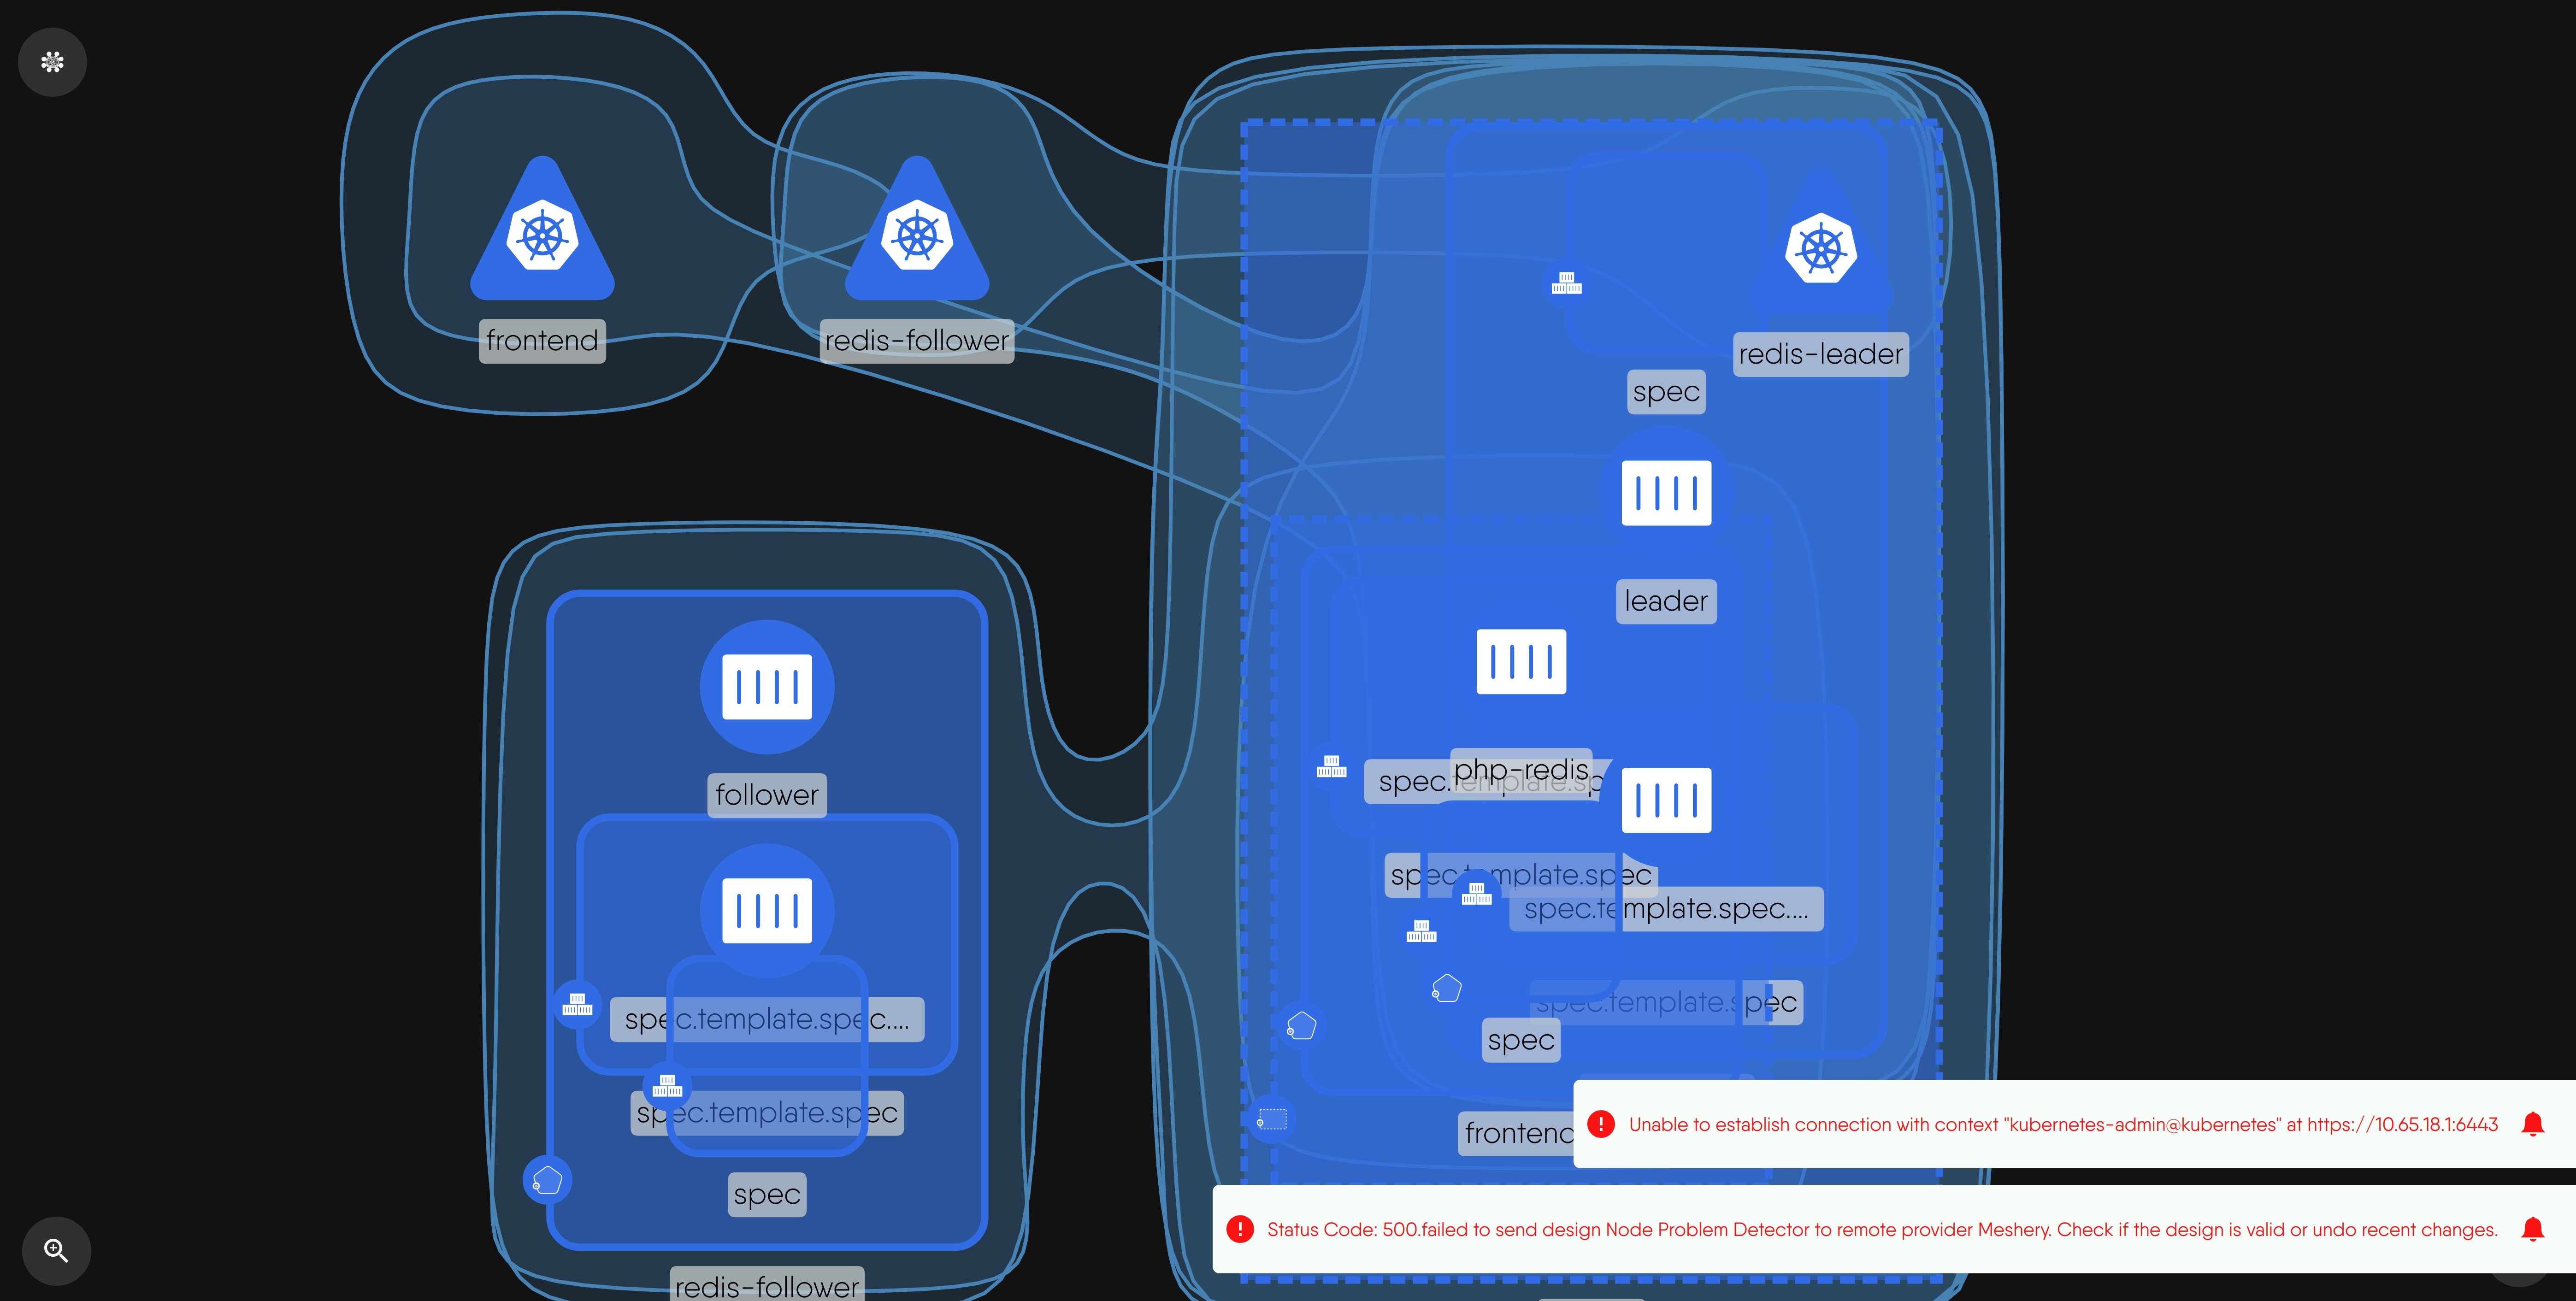 frontend
redis-follower
redis-leader
spec
leader
follower
php-redis
spec.template.sp
spec.template.spec
spec.template.spec....
spec.template.spec
spec
spec.template.spec....
spec.template.spec
spec
frontend
Unable to establish connection with context "kubernetes-admin@kubernetes" at https://10.65.18.1:6443
Status Code: 500.failed to send design Node Problem Detector to remote provider Meshery. Check if the design is valid or undo recent changes.
redis-follower